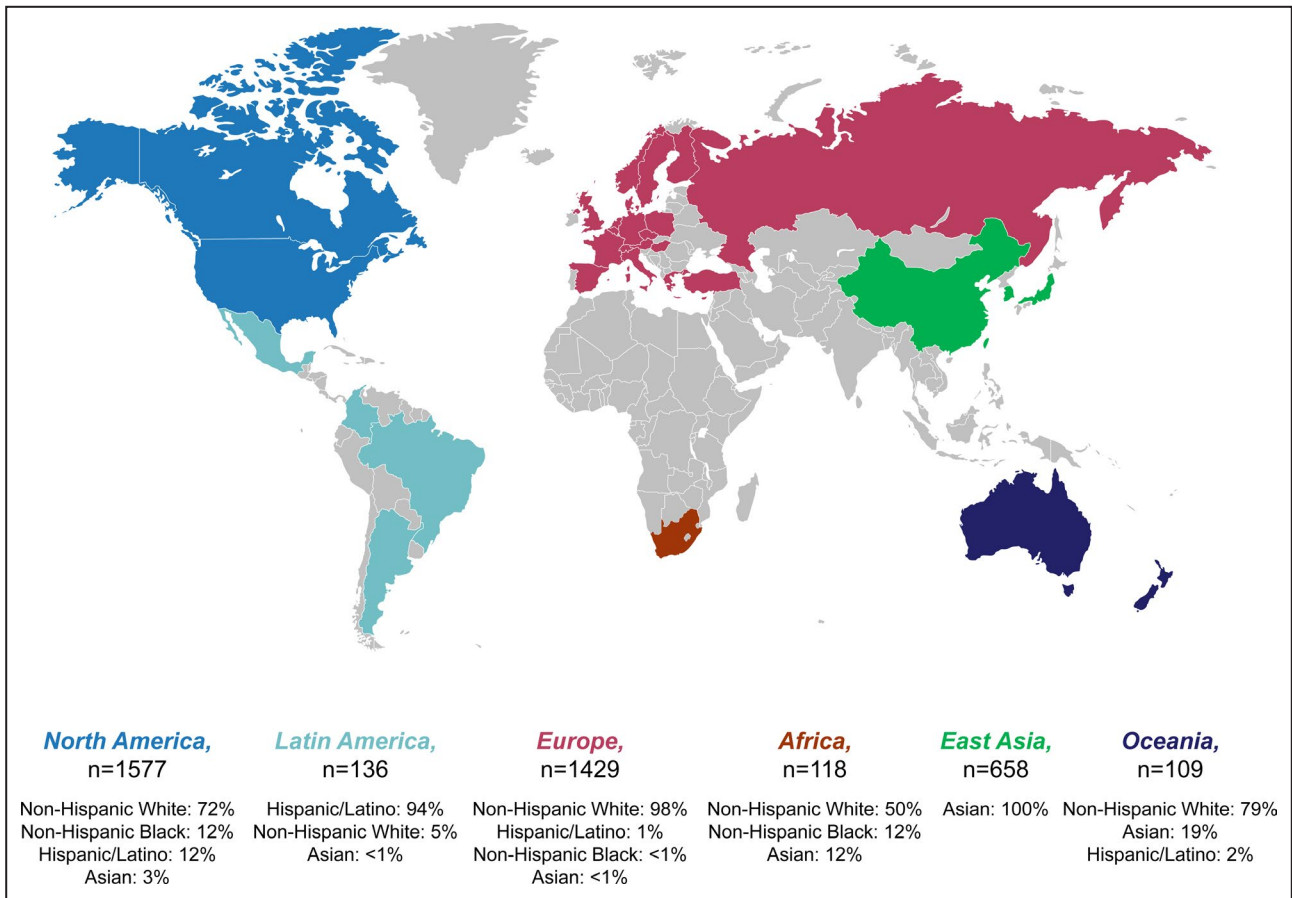 North America,
n=1577
Non-Hispanic White: 72%
Non-Hispanic Black: 12%
Hispanic/Latino: 12%
Asian: 3%
Latin America,
n=136
Hispanic/Latino: 94%
Non-Hispanic White: 5%
Asian: <1%
Europe,
n=1429
Non-Hispanic White: 98%
Hispanic/Latino: 1%
Non-Hispanic Black: <1%
Asian: <1%
Africa,
n=118
Non-Hispanic White: 50%
Non-Hispanic Black: 12%
Asian: 12%
East Asia,
n=658
Asian: 100%
Oceania,
n=109
Non-Hispanic White: 79%
Asian: 19%
Hispanic/Latino: 2%